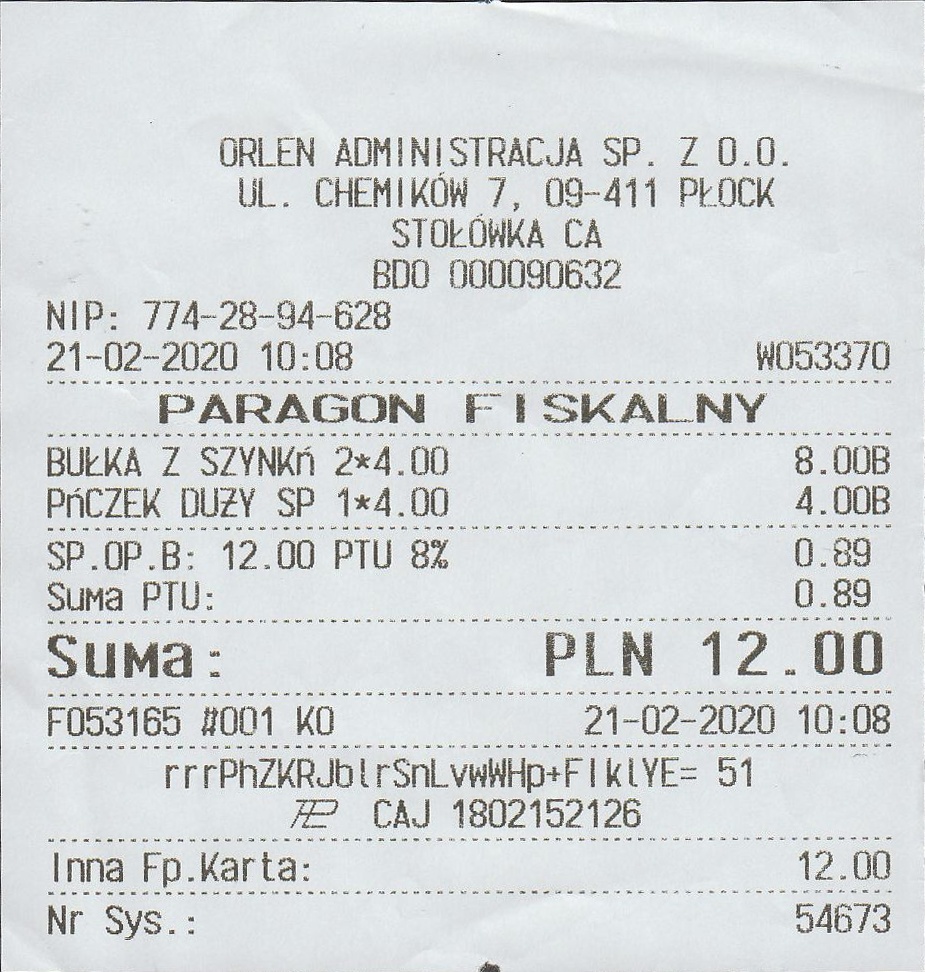 ORLEN ADMINISTRACJA SP. Z O.O.
UL. CHEMIKÓW 7, 09-411 PŁOCK
STOŁÓWKA CA
BDO 000090632
NIP: 774-28-94-628
21-02-2020 10:08 W053370
PARAGON FISKALNY
BUŁKA Z SZYNKń 2*4.00 8.00B
PńCZEK DUŻY SP 1*4.00 4.00B
SP.OP.B: 12.00 PTU 8% 0.89
Suma PTU: 0.89
Suma: PLN 12.00
F053165 #001 KO 21-02-2020 10:08
rrrPhZKRJblrSnLvwWHp+FIklYE= 51
CAJ 1802152126
Inna Fp.Karta: 12.00
Nr Sys.: 54673